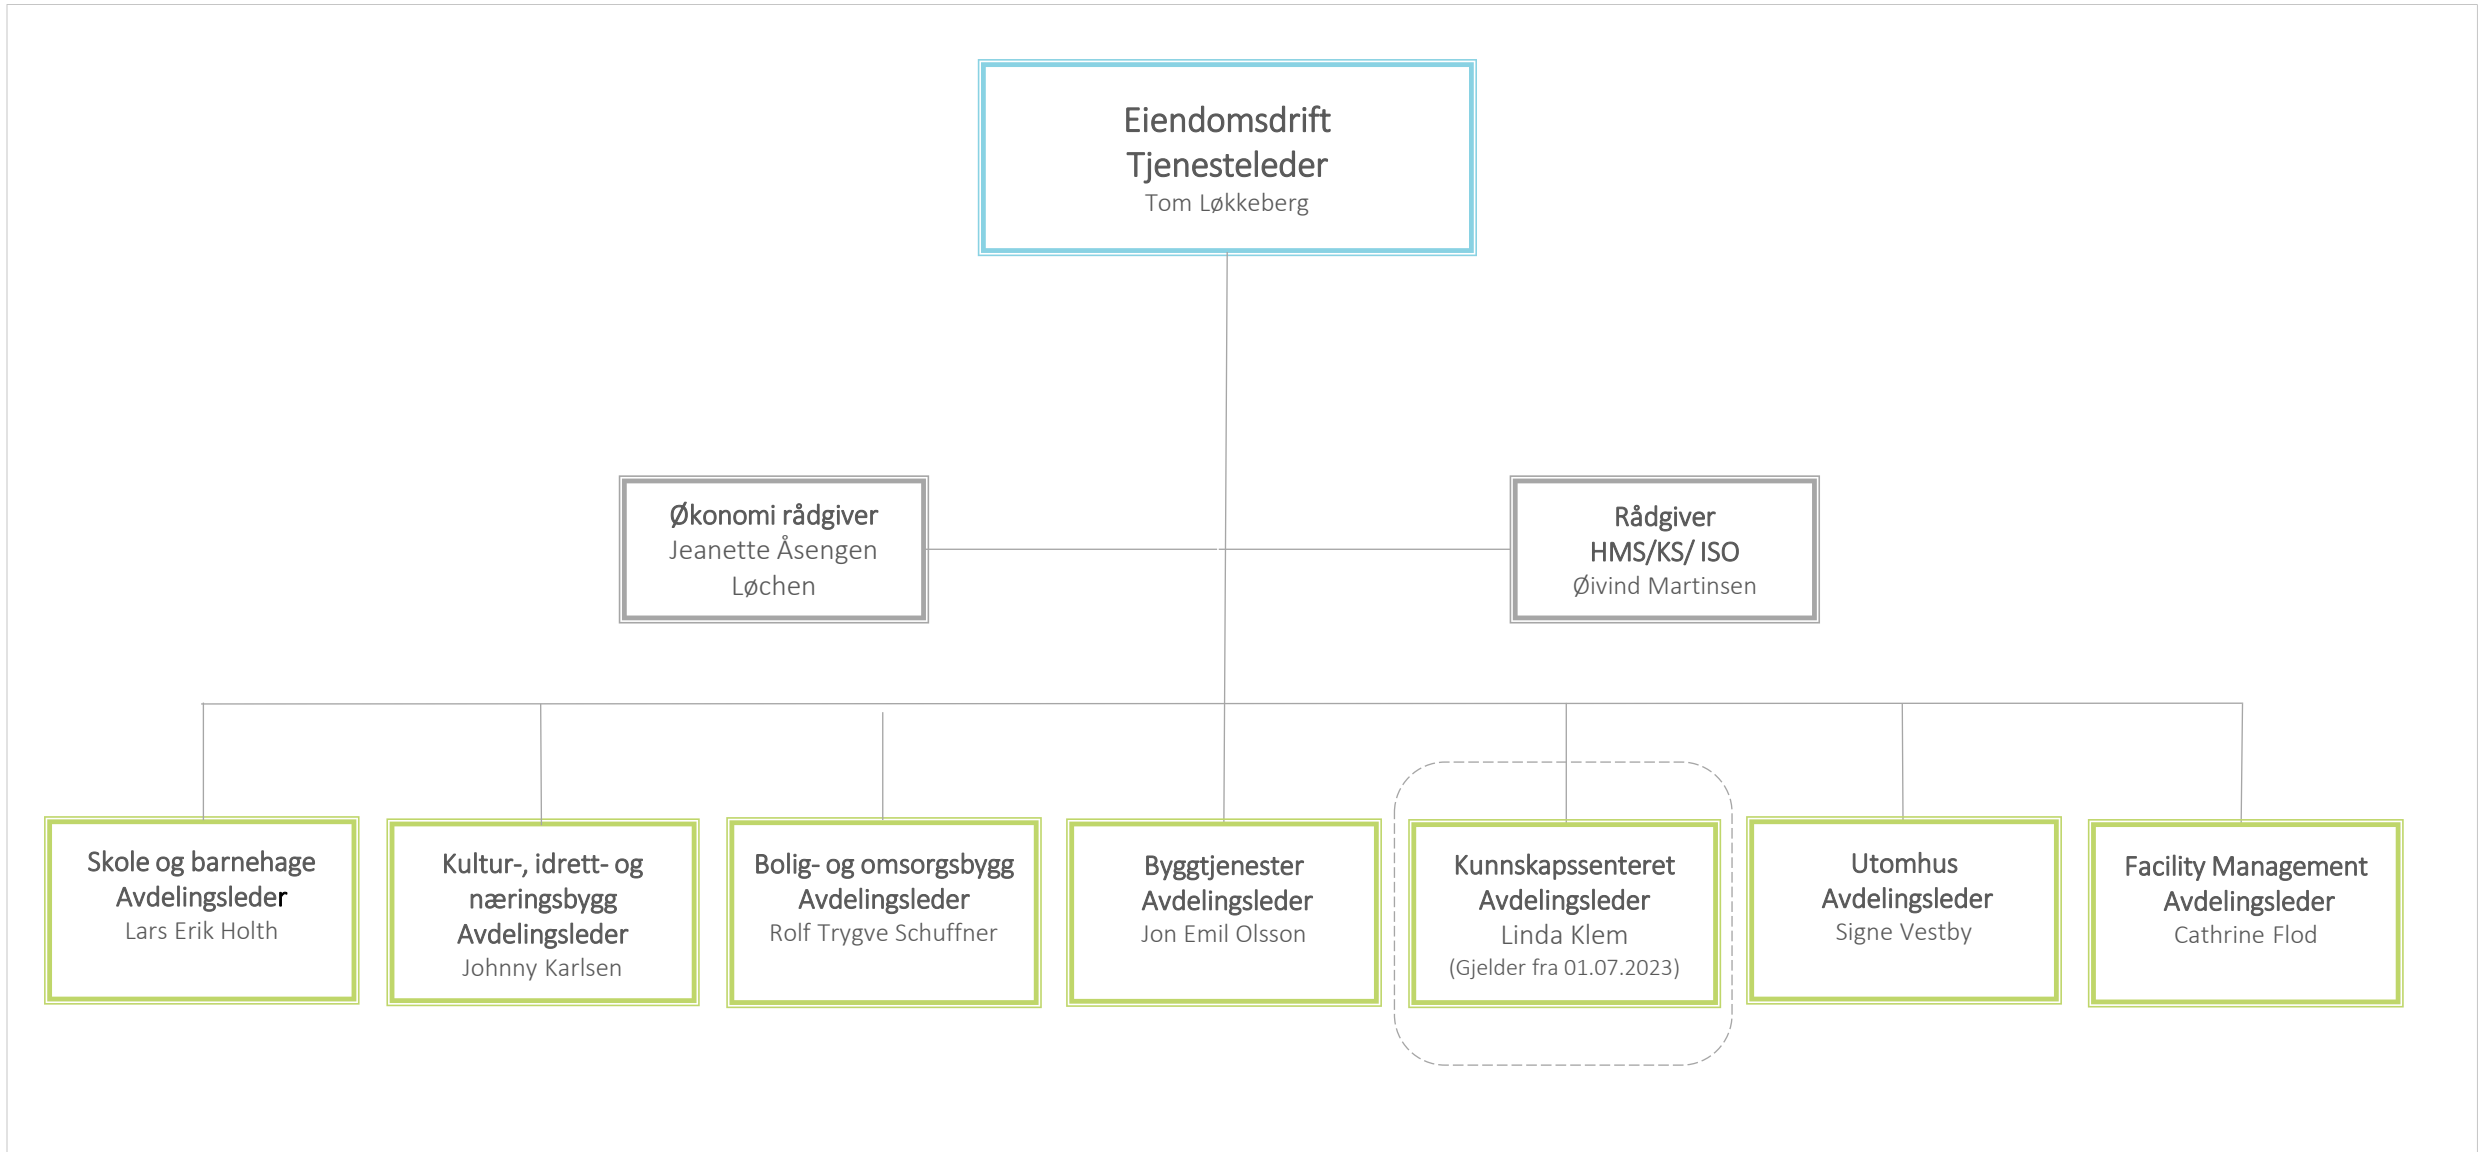 Eiendomsdrift
Tjenesteleder
Tom Løkkeberg
Økonomi rådgiver
Jeanette Åsengen
Løchen
Rådgiver
HMS/KS/ ISO
Øivind Martinsen
Skole og barnehage
Avdelingsleder
Lars Erik Holth
Kultur-, idrett- og
næringsbygg
Avdelingsleder
Johnny Karlsen
Bolig- og omsorgsbygg
Avdelingsleder
Rolf Trygve Schuffner
Byggtjenester
Avdelingsleder
Jon Emil Olsson
Kunnskapssenteret
Avdelingsleder
Linda Klem
(Gjelder fra 01.07.2023)
Utomhus
Avdelingsleder
Signe Vestby
Facility Management
Avdelingsleder
Cathrine Flod